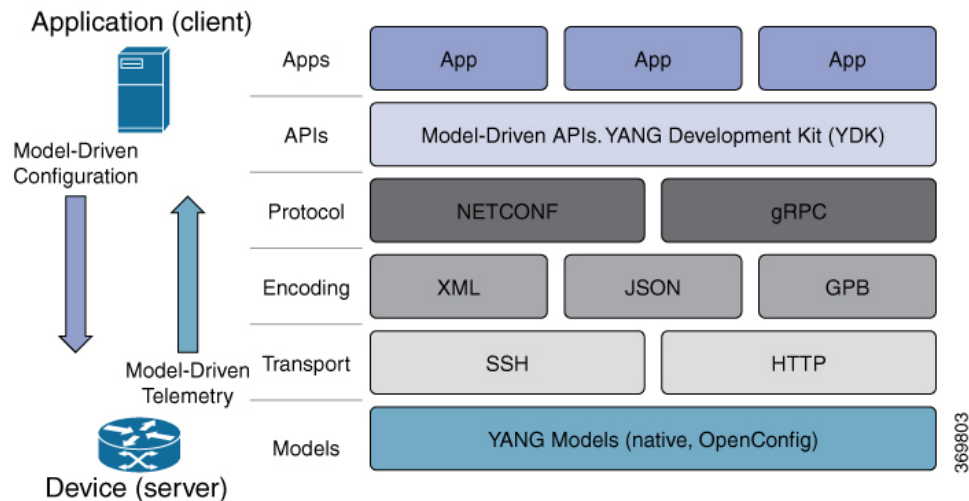 Application (client)
Model-Driven
Configuration
Model-Driven
Telemetry
Device (server)
Apps
App
App
App
APIs
Model-Driven APIs. YANG Development Kit (YDK)
Protocol
NETCONF
gRPC
Encoding
XML
JSON
GPB
Transport
SSH
HTTP
Models
YANG Models (native, OpenConfig)
369803